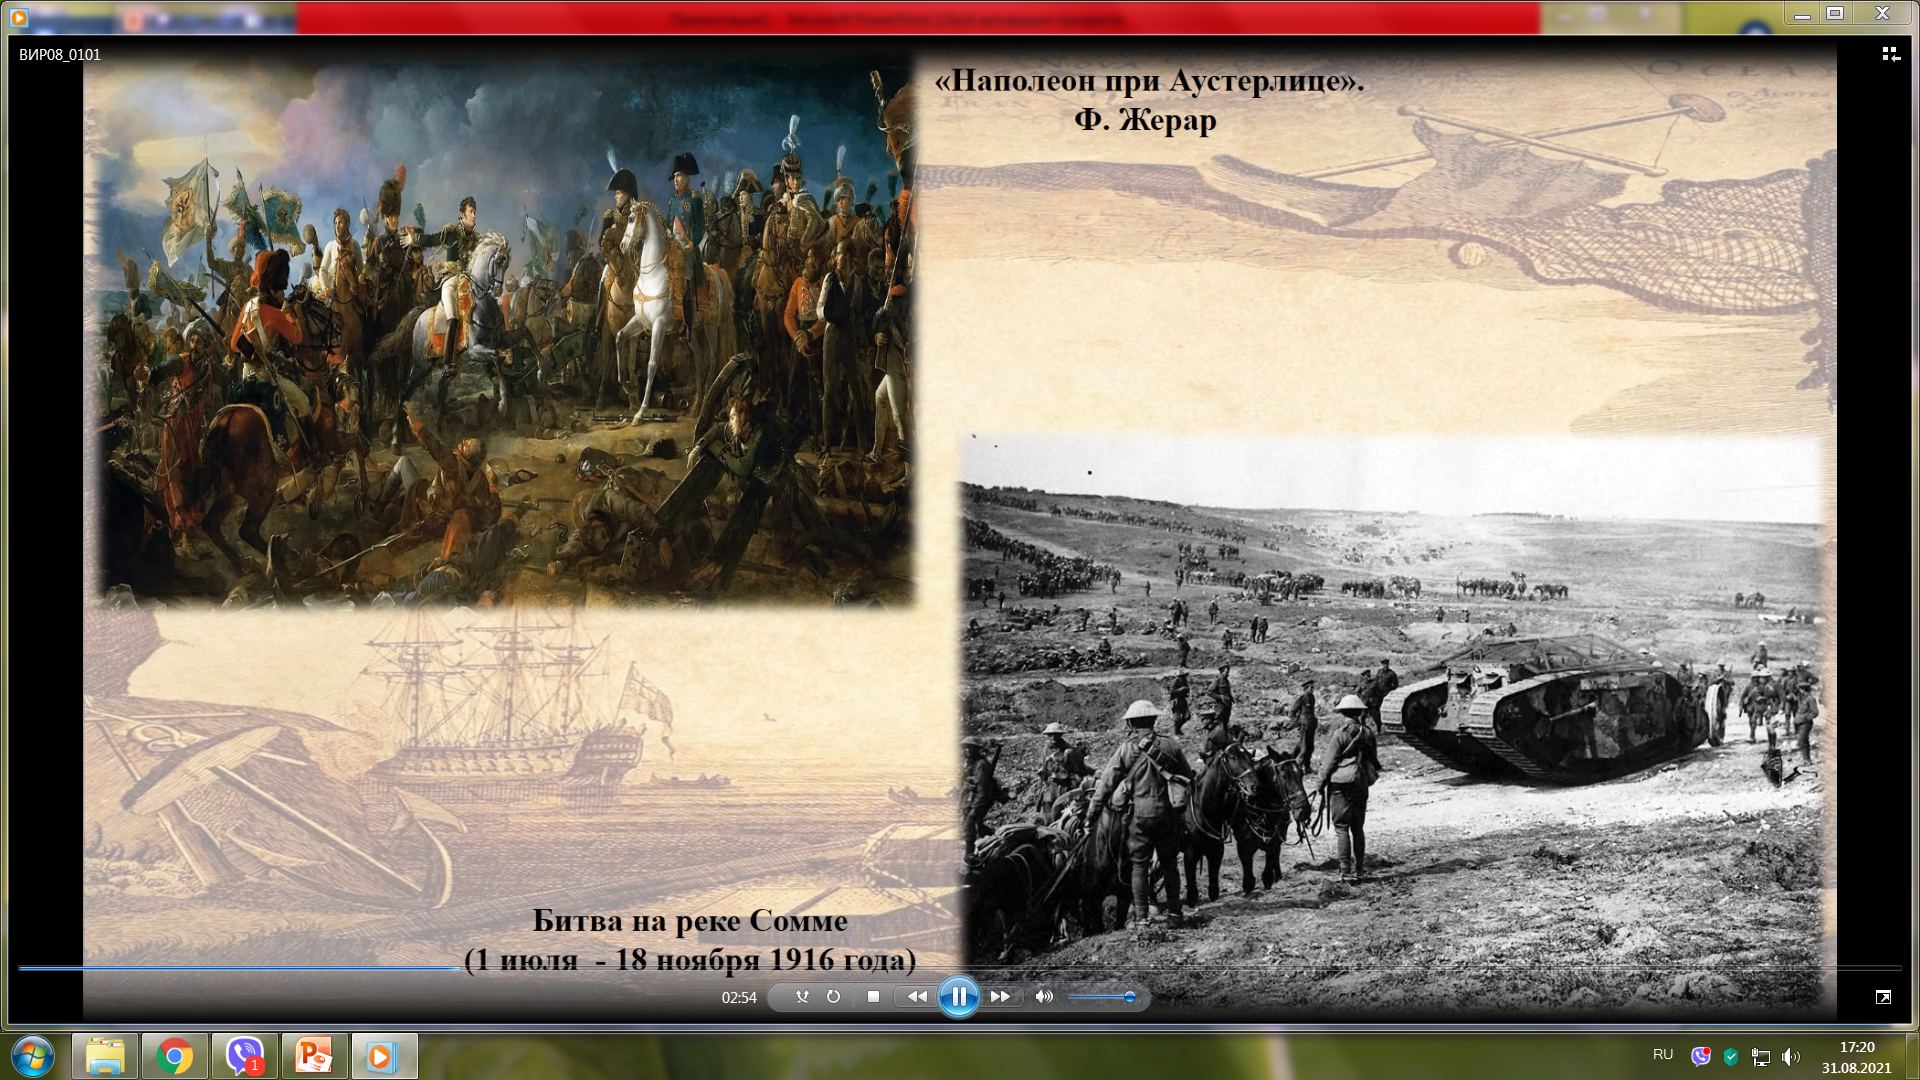 ВИР08_0101
«Наполеон при Аустерлице».
Ф. Жерар
Битва на реке Сомме
(1 июля - 18 ноября 1916 года)
02:54
1
RU
17:20
31.08.2021